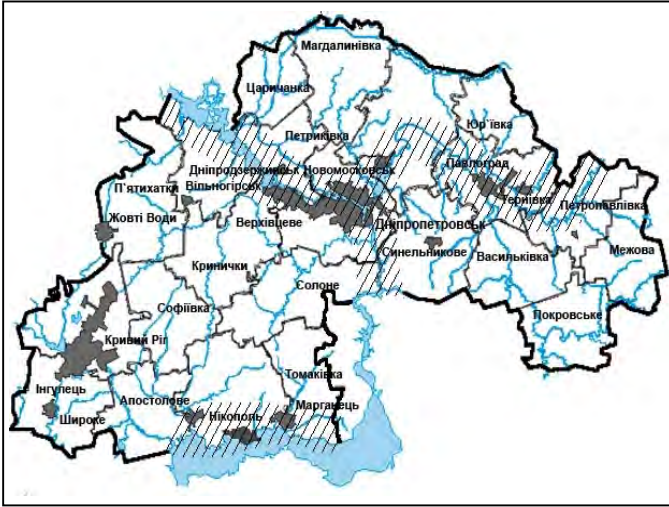 Магдалинівка
Царичанка
Юр'ївка
Петриківка
Павлоград
Дніпродзержинськ
Новомосковськ
П'ятихатки
Вільногірськ
Тернівка
Петропавлівка
Жовті Води
Верхівцеве
Дніпропетровськ
Синельникове
Васильківка
Межова
Кринички
Солоне
Софіївка
Покровське
Кривий Ріг
Томаківка
Інгулець
Апостолове
Нікополь
Марганець
Широке